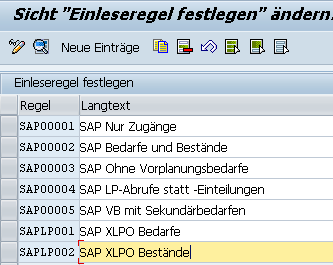 Sicht "Einleseregel festlegen" ändern:
Neue Einträge
Einleseregel festlegen
Regel Langtext
SAP00001 SAP Nur Zugänge
SAP00002 SAP Bedarfe und Bestände
SAP00003 SAP Ohne Vorplanungsbedarfe
SAP00004 SAP LP-Abrufe statt -Einteilungen
SAP00005 SAP VB mit Sekundärbedarfen
SAPLP001 SAP XLPO Bedarfe
SAPLP002 SAP XLPO Bestände